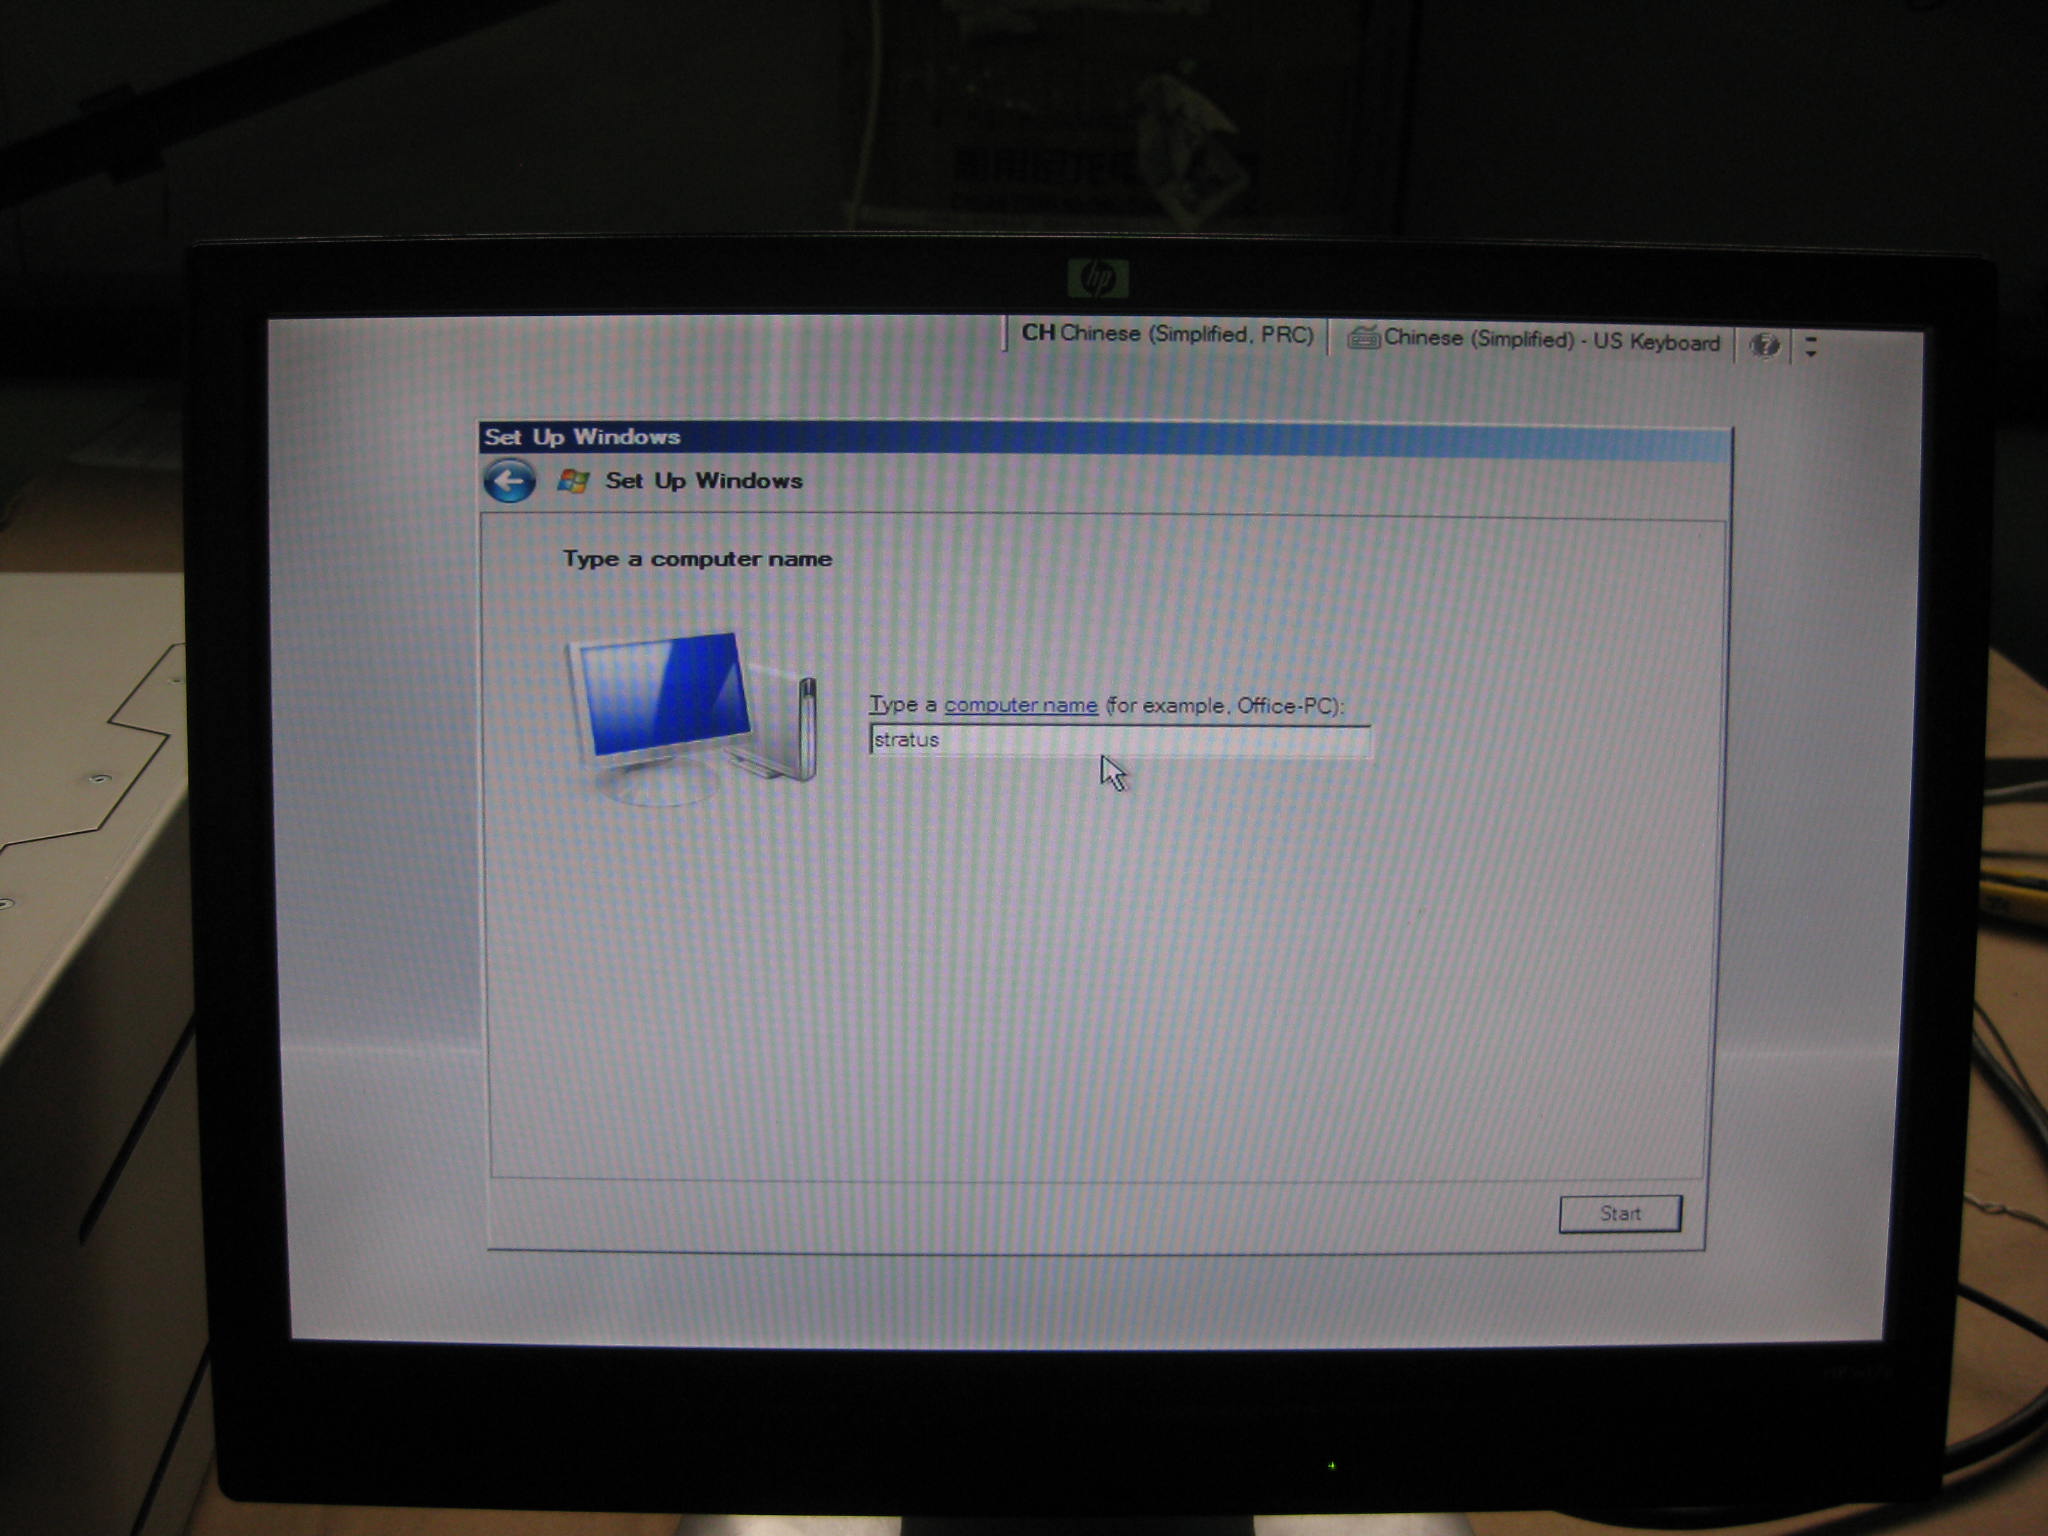 hp
CH Chinese (Simplified, PRC) Chinese (Simplified) - US Keyboard ?
Set Up Windows
Set Up Windows
Type a computer name
Type a computer name (for example, Office-PC):
stratus
Start